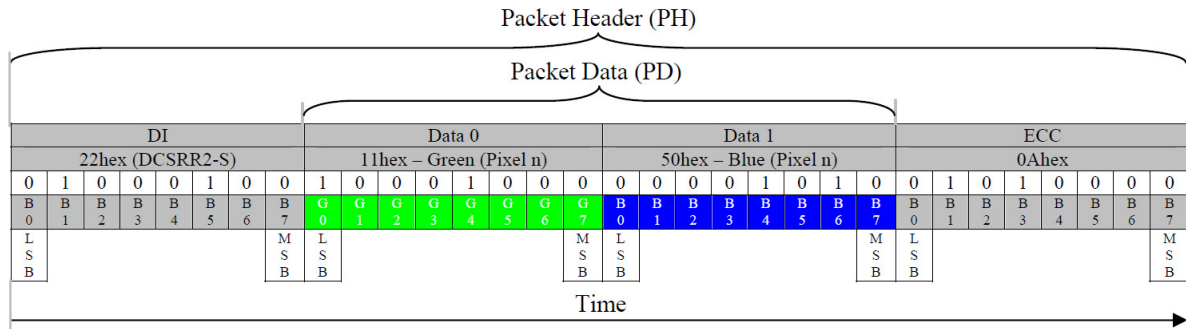 Packet Header (PH)
Packet Data (PD)
DI Data 0 Data 1 ECC
22hex (DCSRR2-S) 11hex – Green (Pixel n) 50hex – Blue (Pixel n) 0Ahex
0 1 0 0 0 1 0 0 1 0 0 0 1 0 0 0 0 0 0 0 1 0 1 0 0 1 0 1 0 0 0 0
B0 B1 B2 B3 B4 B5 B6 B7 G0 G1 G2 G3 G4 G5 G6 G7 B0 B1 B2 B3 B4 B5 B6 B7 B0 B1 B2 B3 B4 B5 B6 B7
LSB MSB LSB MSB LSB MSB LSB MSB
Time